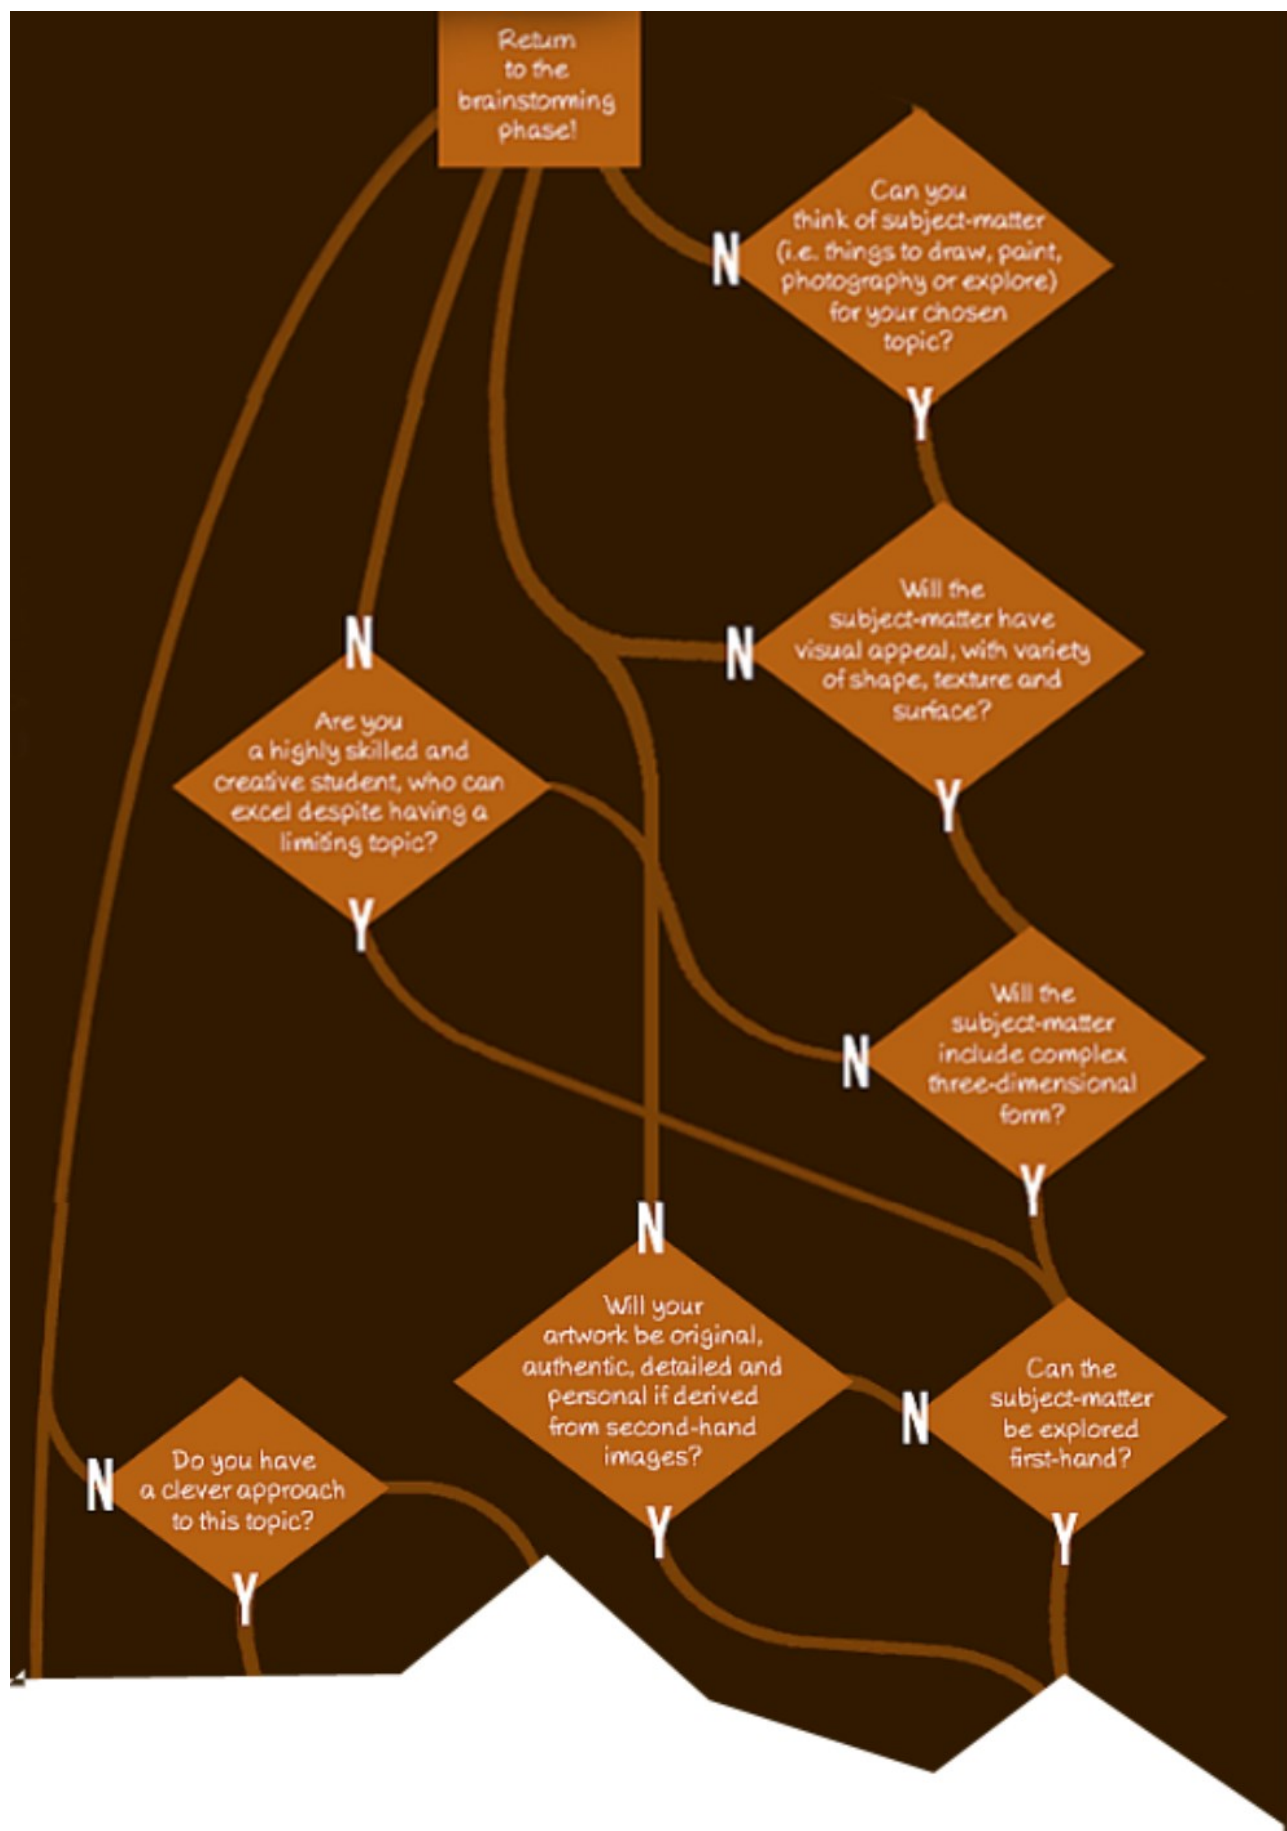 Return
to the
brainstorming
phase!
Can you
think of subject-matter
(i.e. things to draw, paint,
photography or explore)
for your chosen
topic?
N
Y
Will the
subject-matter have
visual appeal, with variety
of shape, texture and
surface?
N
Y
N
Are you
a highly skilled and
creative student, who can
excel despite having a
limiting topic?
Y
Will the
subject-matter
include complex
three-dimensional
form?
N
Y
N
Will your
artwork be original,
authentic, detailed and
personal if derived
from second-hand
images?
Y
Can the
subject-matter
be explored
first-hand?
N
Y
Do you have
a clever approach
to this topic?
N
Y